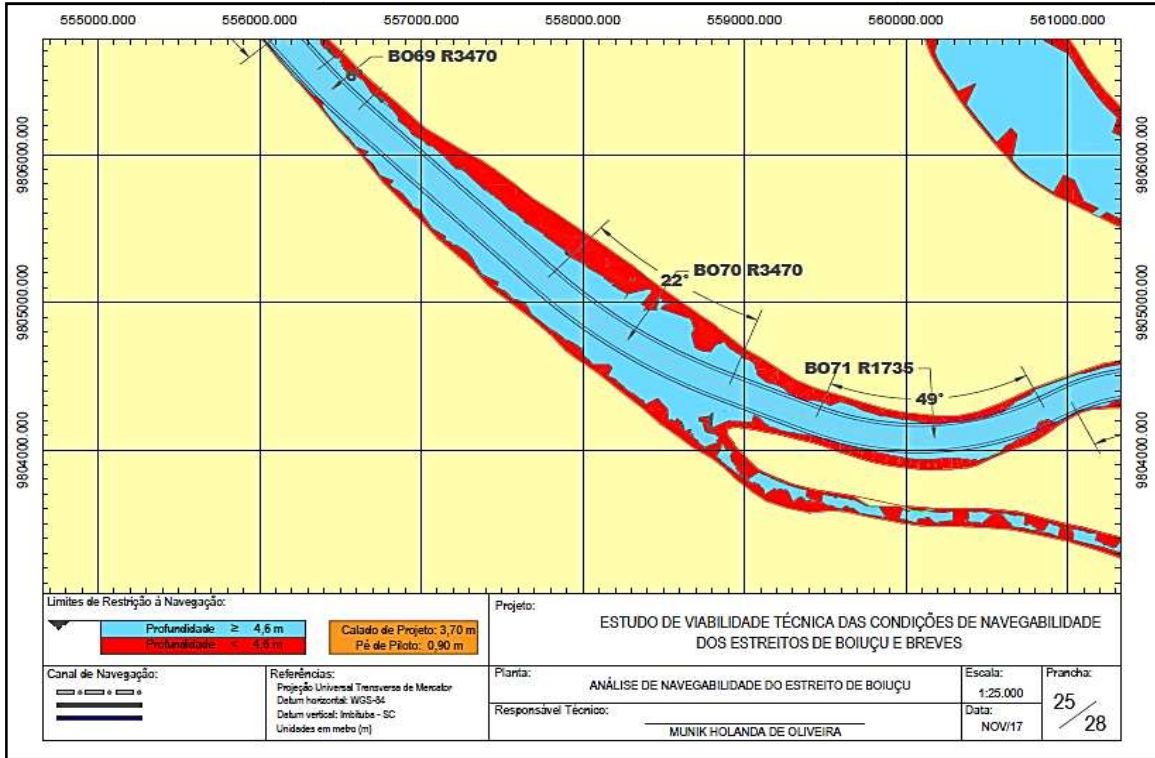 555000.000 556000.000 557000.000 558000.000 559000.000 560000.000 561000.000
9806000.000
9805000.000
9804000.000
9806000.000
9805000.000
9804000.000
BO69 R3470
6°
BO70 R3470
22°
BO71 R1735
49°
Limites de Restrição à Navegação:
Profundidade ≥ 4,6 m
Profundidade < 4,6 m
Calado de Projeto: 3,70 m
Pé de Piloto: 0,90 m
Canal de Navegação:
Referências:
Projeção Universal Transversa de Mercator
Datum horizontal: WGS-84
Datum vertical: Imbituba - SC
Unidades em metro (m)
Projeto:
ESTUDO DE VIABILIDADE TÉCNICA DAS CONDIÇÕES DE NAVEGABILIDADE
DOS ESTREITOS DE BOIUÇU E BREVES
Planta:
ANÁLISE DE NAVEGABILIDADE DO ESTREITO DE BOIUÇU
Responsável Técnico:
MUNIK HOLANDA DE OLIVEIRA
Escala:
1:25.000
Data:
NOV/17
Prancha:
25
28